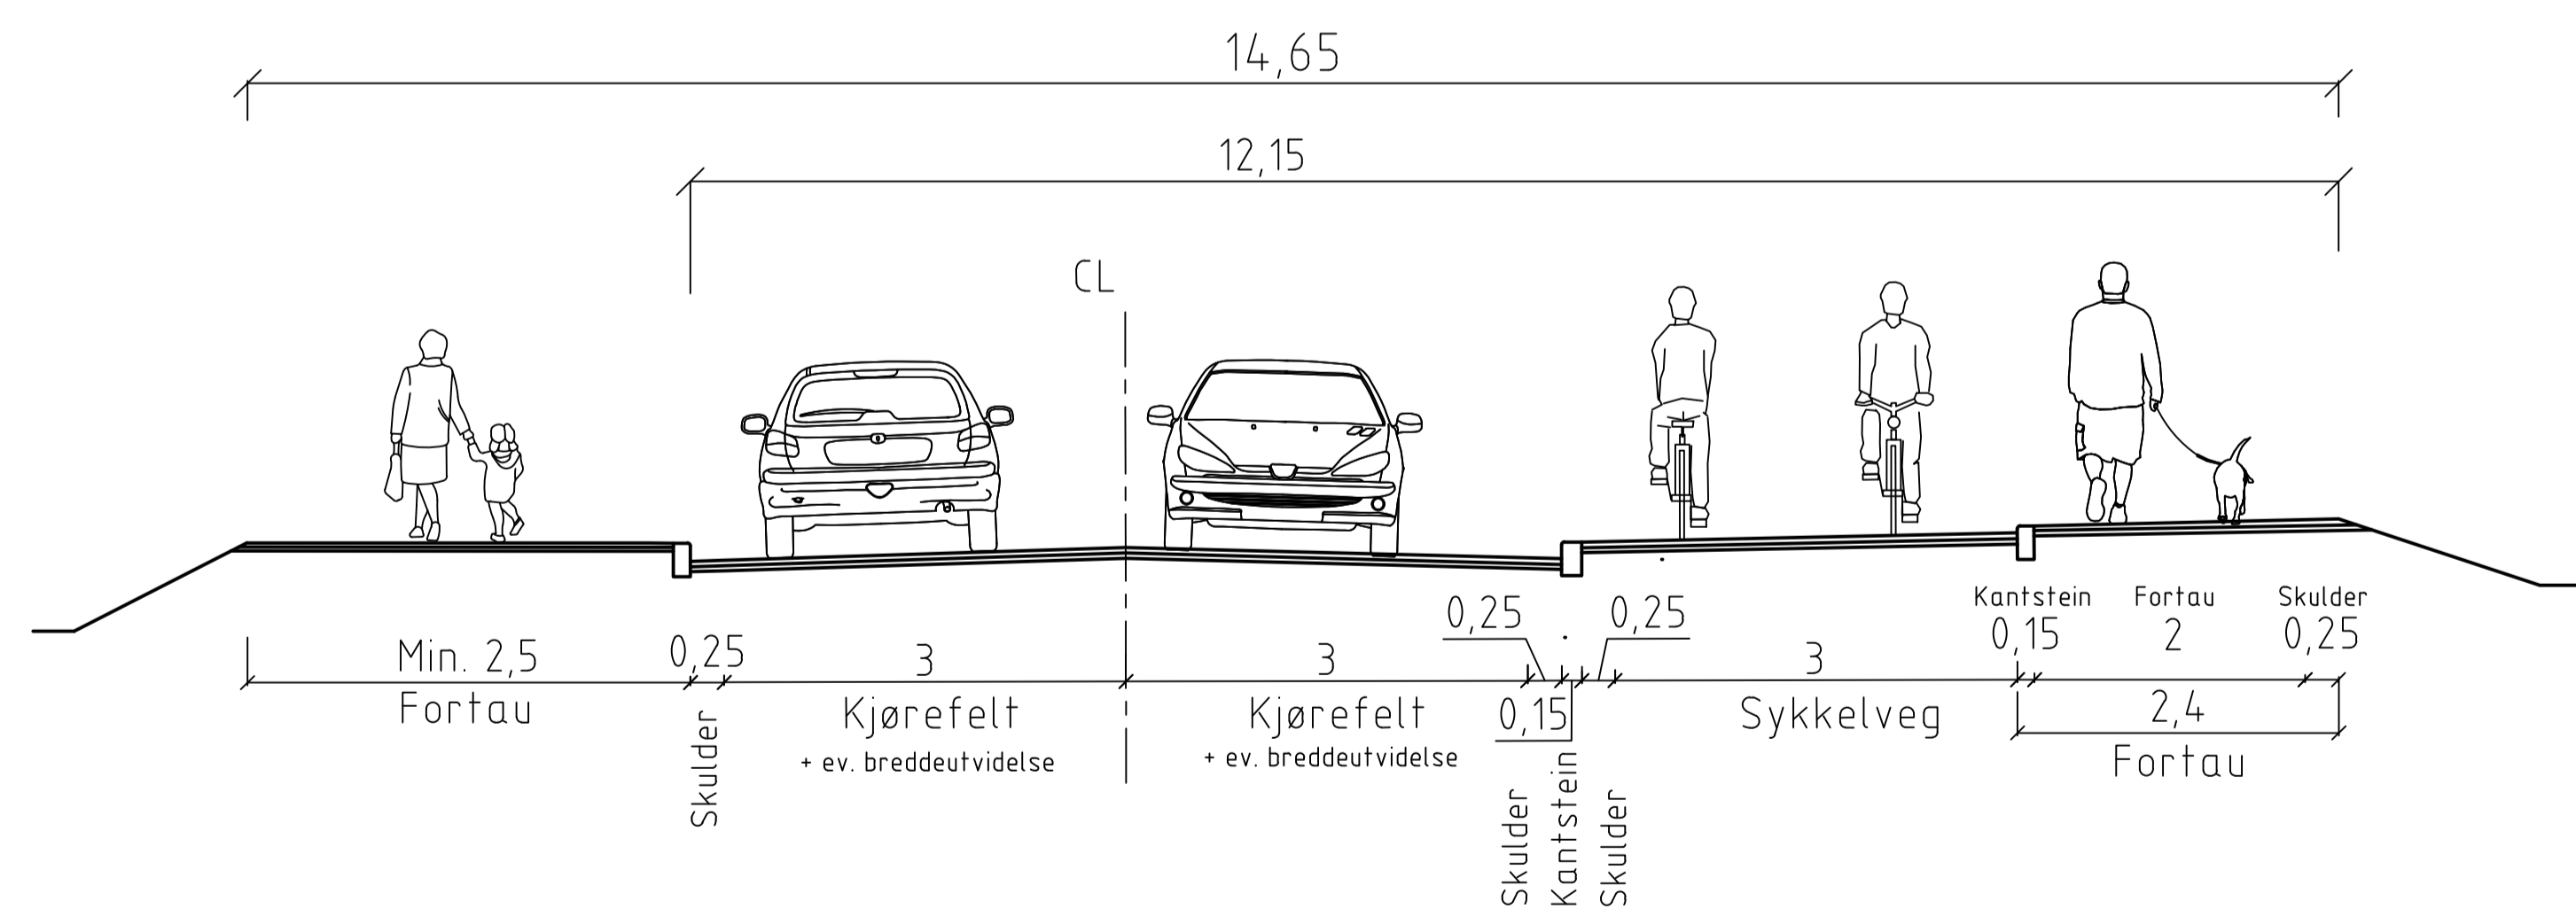 14,65
12,15
CL
Kantstein Fortau Skulder
0,15 2 0,25
0,25 0,25
Min. 2,5 0,25 3 3 3
Fortau Kjørefelt Kjørefelt 0,15 Sykkelveg 2,4
+ ev. breddeutvidelse + ev. breddeutvidelse Fortau
Skulder
Skulder
Kantstein
Skulder